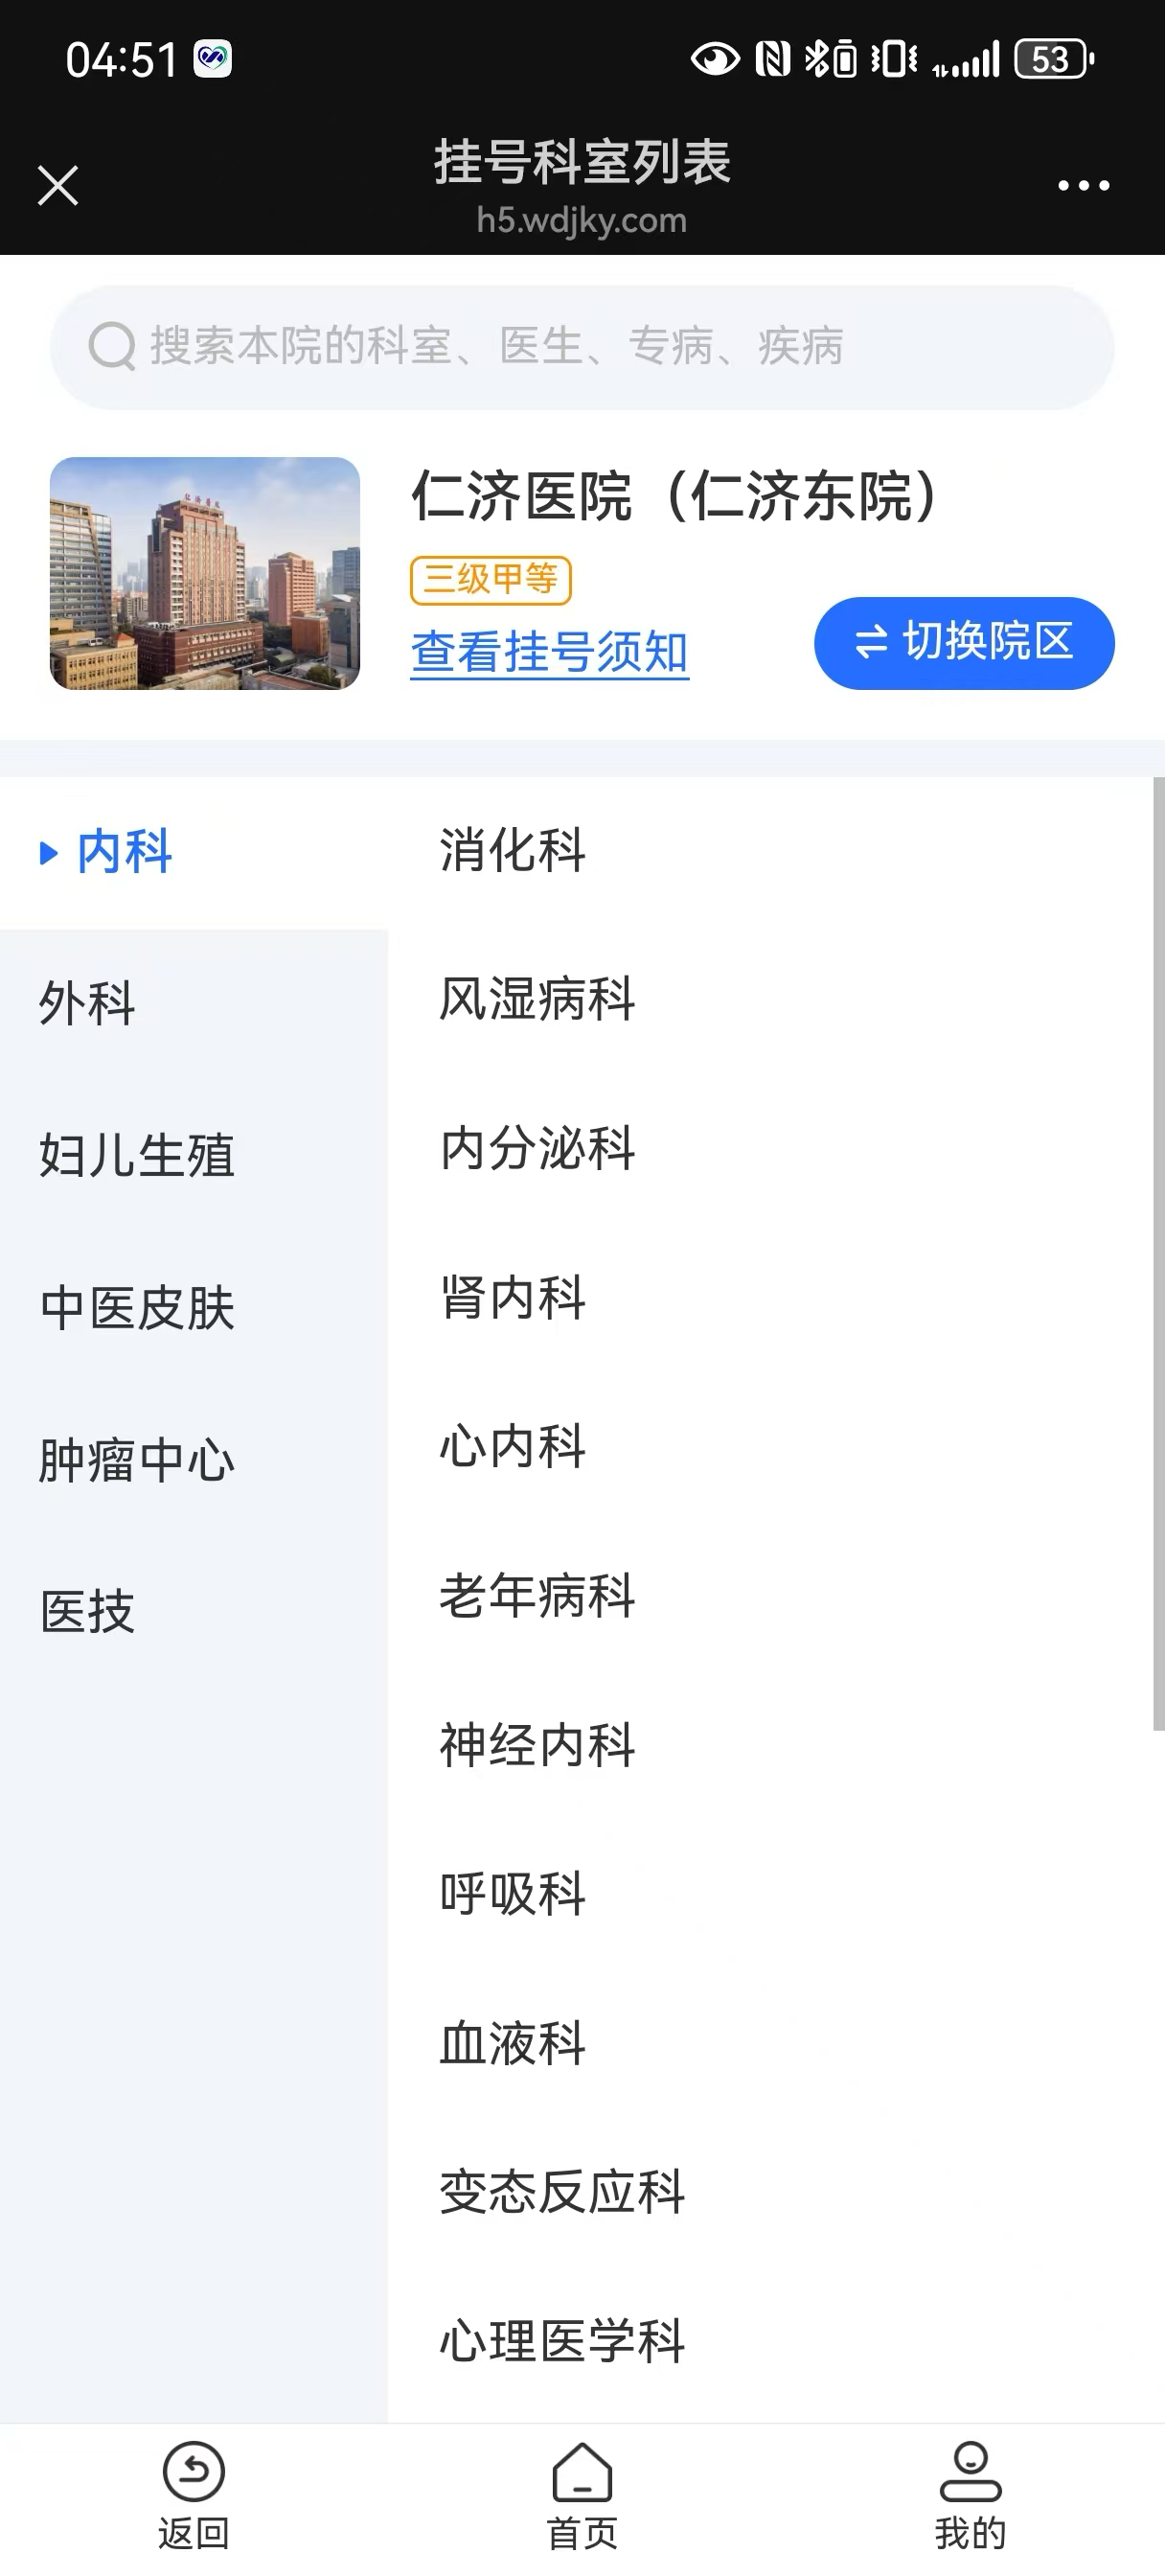 04:51
53
挂号科室列表
h5.wdjky.com
搜索本院的科室、医生、专病、疾病
仁济医院
仁济医院（仁济东院）
三级甲等
查看挂号须知
切换院区
内科
外科
妇儿生殖
中医皮肤
肿瘤中心
医技
消化科
风湿病科
内分泌科
肾内科
心内科
老年病科
神经内科
呼吸科
血液科
变态反应科
心理医学科
返回
首页
我的